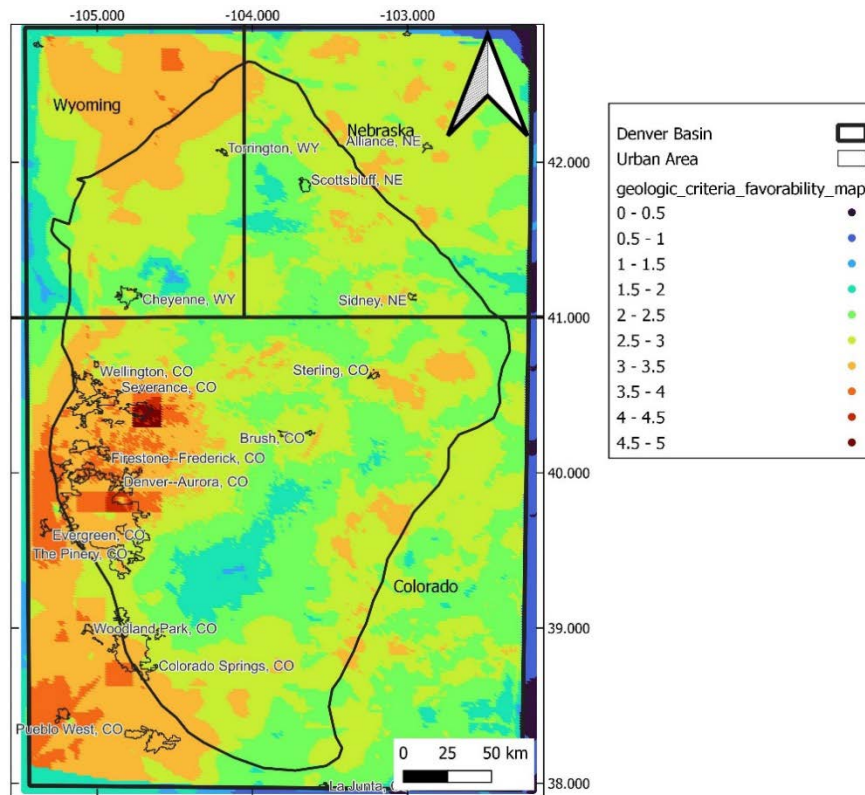 -105.000
-104.000
-103.000
Wyoming
Nebraska
Alliance, NE
Torrington, WY
42.000
Scottsbluff, NE
Cheyenne, WY
Sidney, NE
41.000
Wellington, CO
Severance, CO
Sterling, CO
Brush, CO
Firestone--Frederick, CO
40.000
Denver--Aurora, CO
Evergreen, CO
The Pinery, CO
Colorado
Woodland Park, CO
39.000
Colorado Springs, CO
Pueblo West, CO
0 25 50 km
La Junta, C
38.000
Denver Basin
Urban Area
geologic_criteria_favorability_map
0 - 0.5
0.5 - 1
1 - 1.5
1.5 - 2
2 - 2.5
2.5 - 3
3 - 3.5
3.5 - 4
4 - 4.5
4.5 - 5